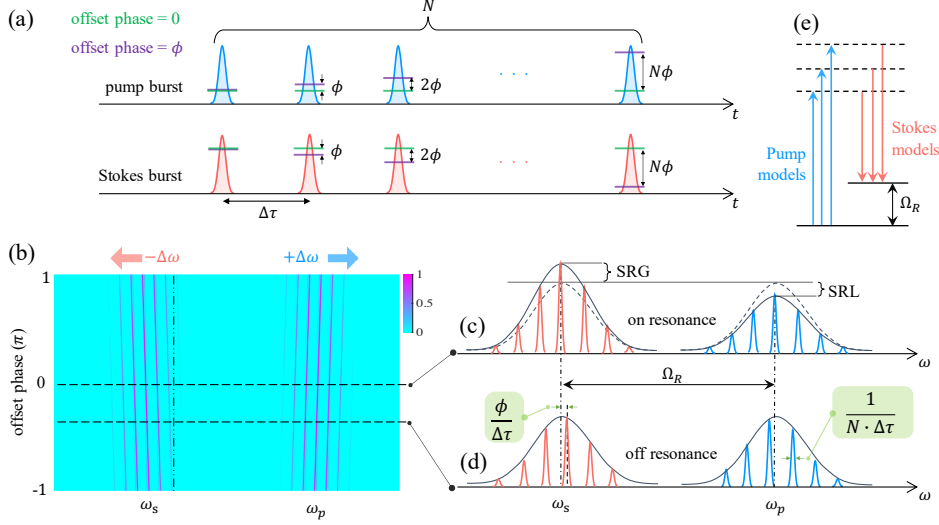 (a)
offset phase = 0
offset phase = ϕ
N
pump burst
ϕ
2ϕ
· · ·
Nϕ
t
Stokes burst
ϕ
2ϕ
· · ·
Nϕ
Δτ
t
(e)
Pump models
Stokes models
Ω_R
(b)
−Δω
+Δω
1
0
-1
offset phase (π)
1
0.5
0
ω_s
ω_p
SRG
SRL
(c)
on resonance
ω
Ω_R
ϕ/Δτ
1/(N · Δτ)
(d)
off resonance
ω_s
ω_p
ω